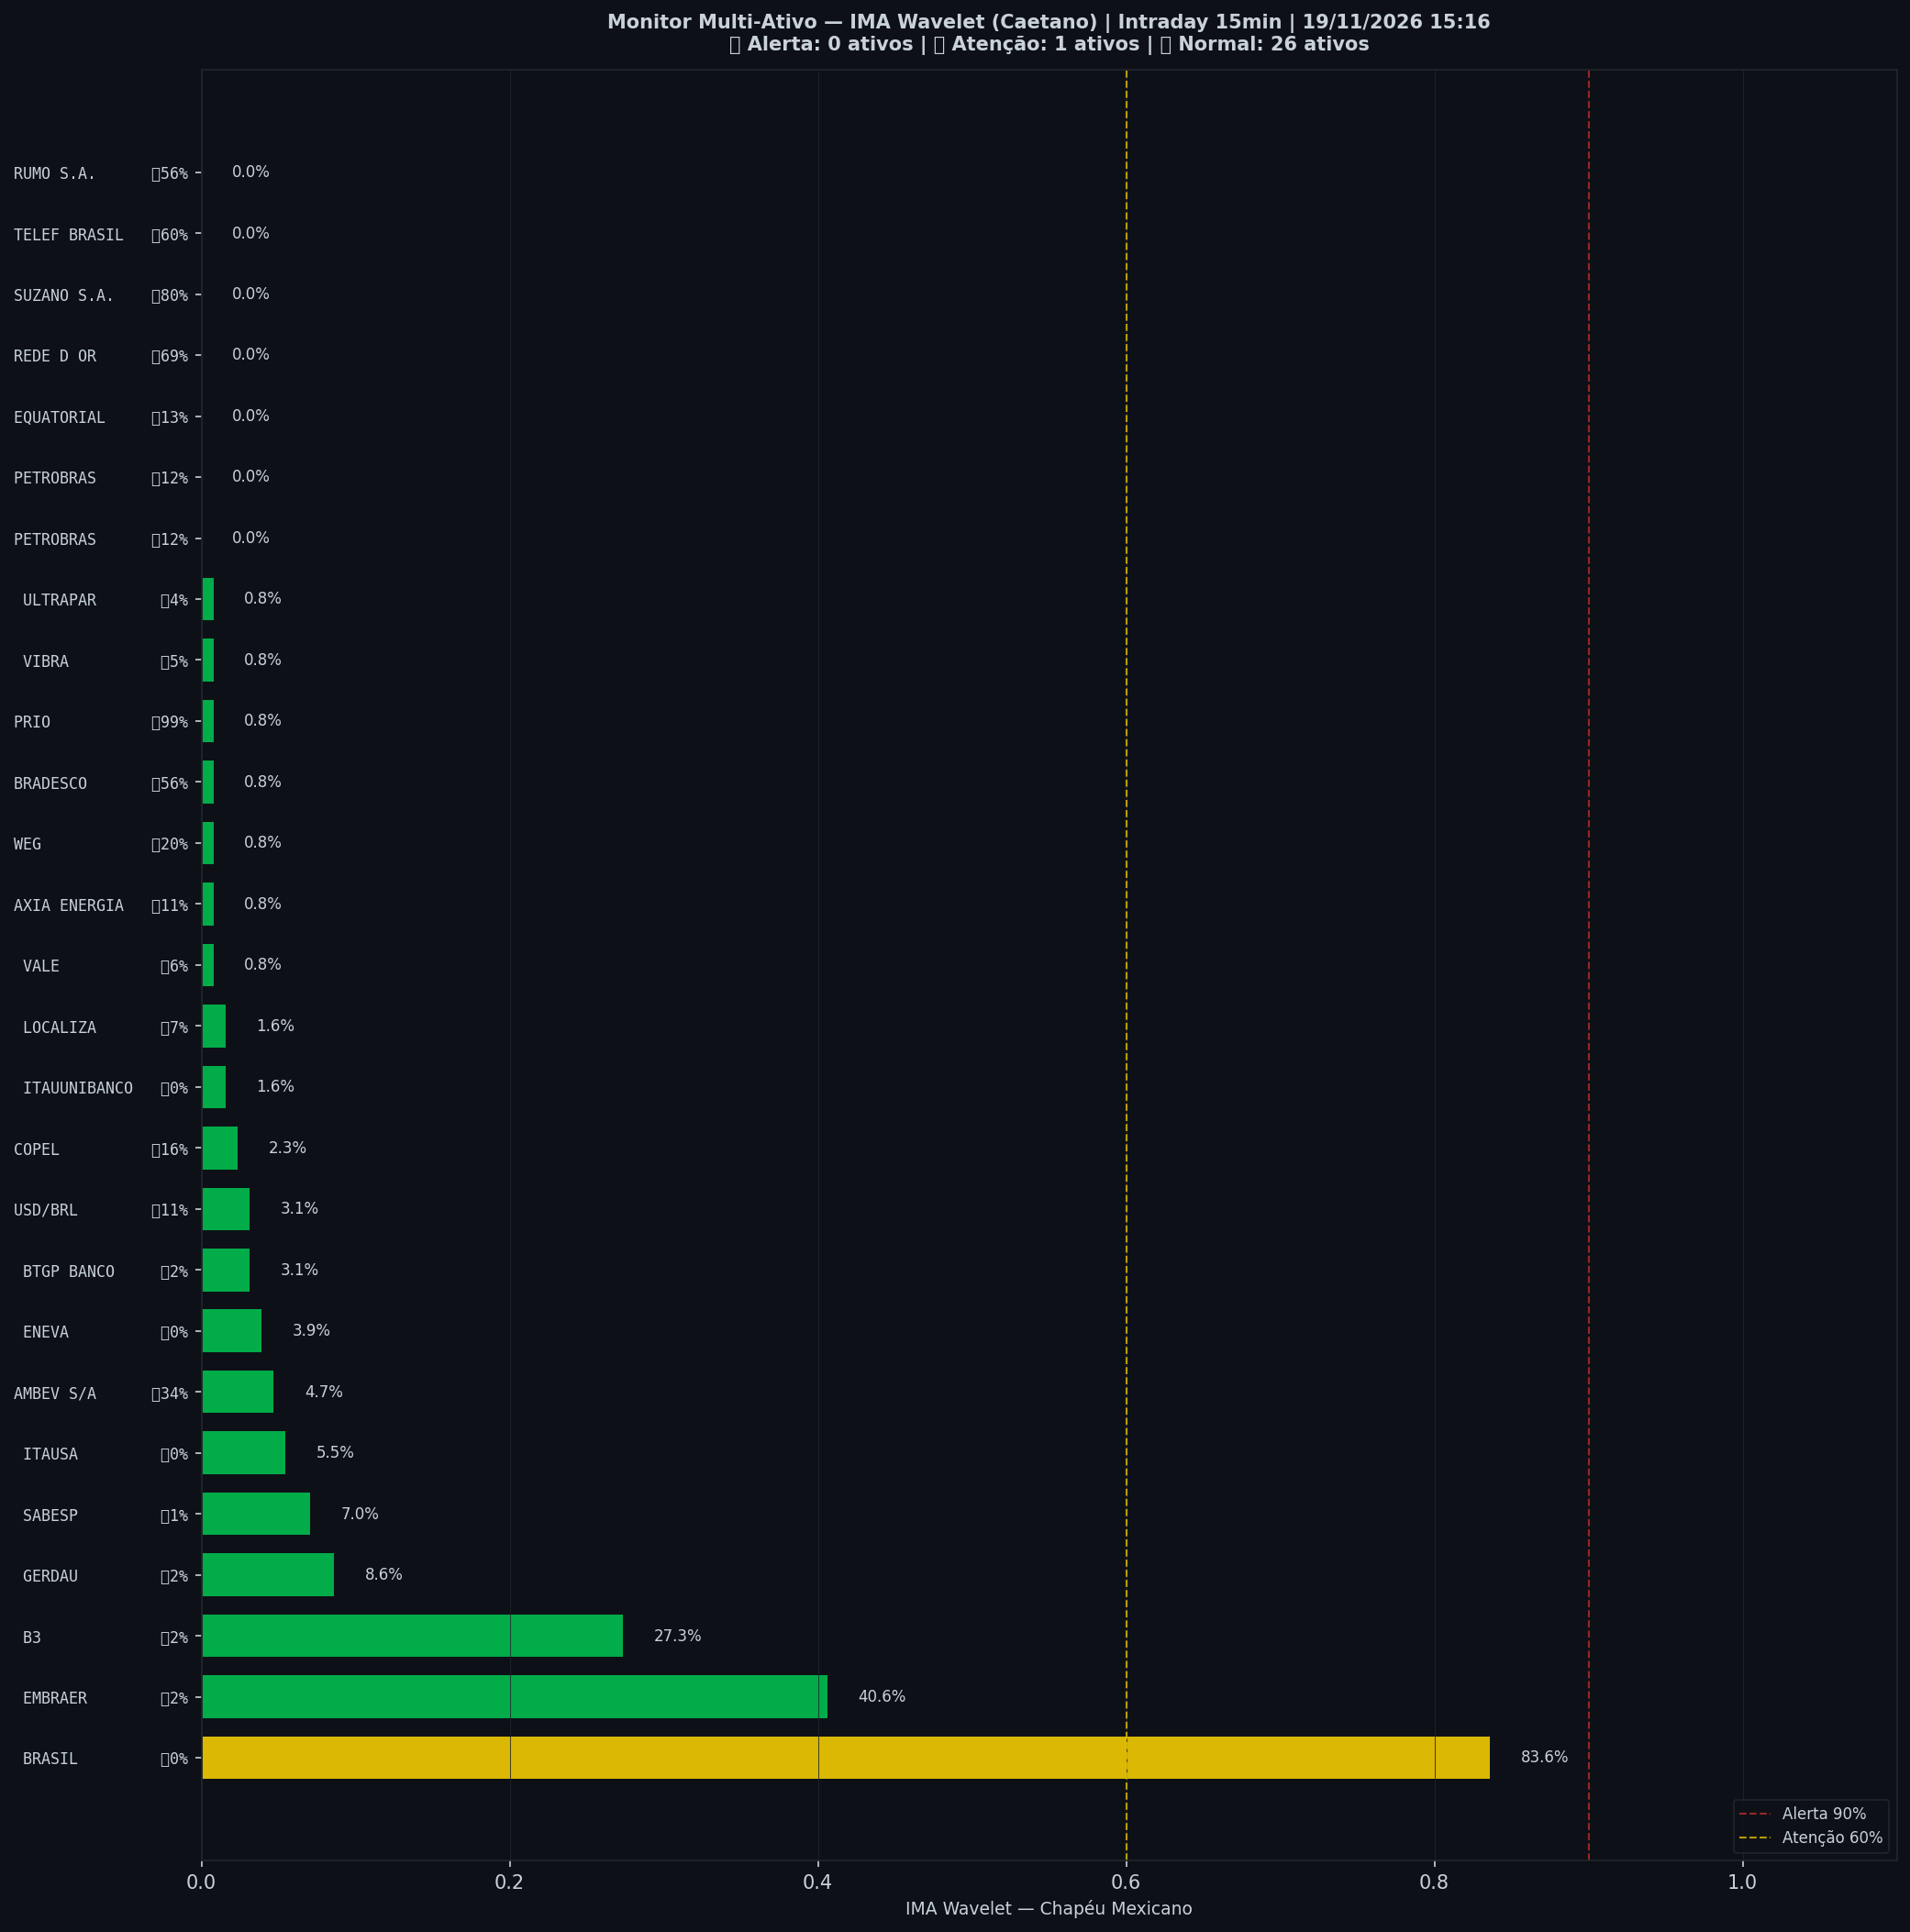 Monitor Multi-Ativo — IMA Wavelet (Caetano) | Intraday 15min | 19/11/2026 15:16
▯ Alerta: 0 ativos | ▯ Atenção: 1 ativos | ▯ Normal: 26 ativos
RUMO S.A. ▯56% 0.0%
TELEF BRASIL ▯60% 0.0%
SUZANO S.A. ▯80% 0.0%
REDE D OR ▯69% 0.0%
EQUATORIAL ▯13% 0.0%
PETROBRAS ▯12% 0.0%
PETROBRAS ▯12% 0.0%
ULTRAPAR ▯4% 0.8%
VIBRA ▯5% 0.8%
PRIO ▯99% 0.8%
BRADESCO ▯56% 0.8%
WEG ▯20% 0.8%
AXIA ENERGIA ▯11% 0.8%
VALE ▯6% 0.8%
LOCALIZA ▯7% 1.6%
ITAUUNIBANCO ▯0% 1.6%
COPEL ▯16% 2.3%
USD/BRL ▯11% 3.1%
BTGP BANCO ▯2% 3.1%
ENEVA ▯0% 3.9%
AMBEV S/A ▯34% 4.7%
ITAUSA ▯0% 5.5%
SABESP ▯1% 7.0%
GERDAU ▯2% 8.6%
B3 ▯2% 27.3%
EMBRAER ▯2% 40.6%
BRASIL ▯0% 83.6%
Alerta 90%
Atenção 60%
0.0 0.2 0.4 0.6 0.8 1.0
IMA Wavelet — Chapéu Mexicano